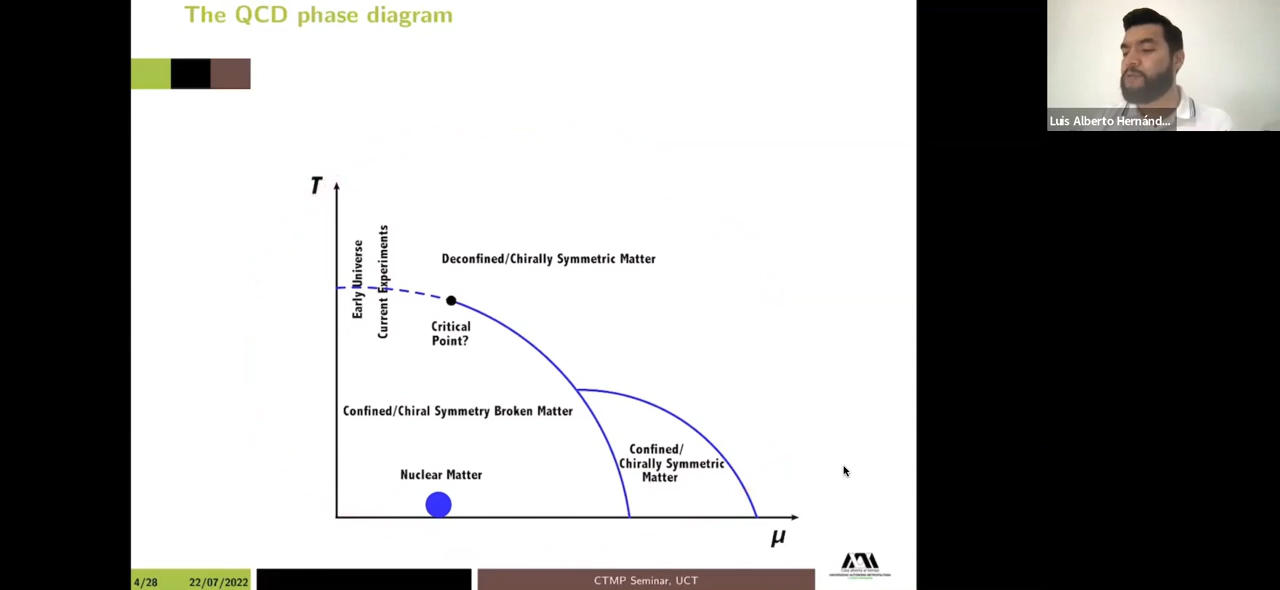 The QCD phase diagram
Luis Alberto Hernánd...
T
Early Universe
Current Experiments
Deconfined/Chirally Symmetric Matter
Critical
Point?
Confined/Chiral Symmetry Broken Matter
Confined/
Chirally Symmetric
Matter
Nuclear Matter
μ
4/28 22/07/2022
CTMP Seminar, UCT